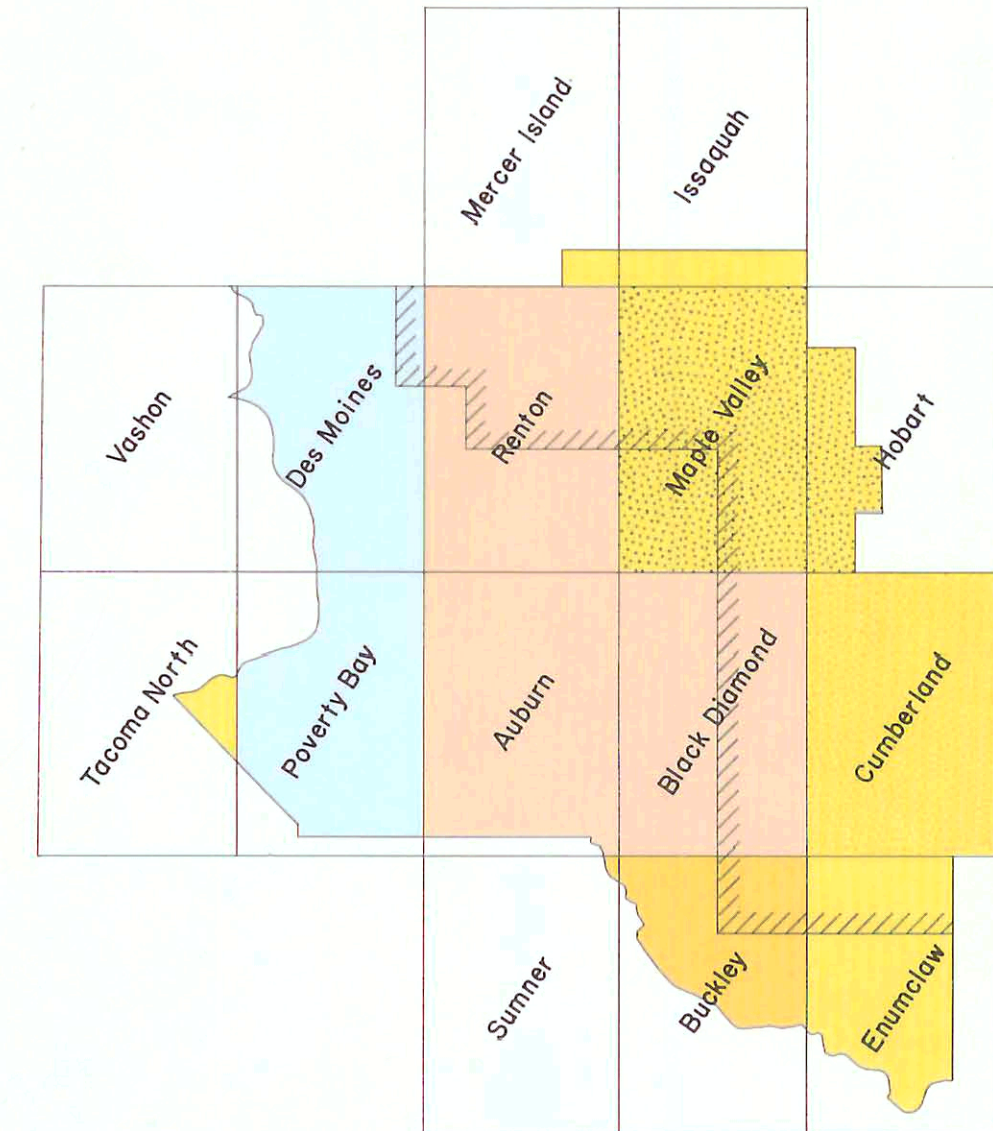 Mercer Island
Issaquah
Vashon
Des Moines
Renton
Maple Valley
Hobart
Tacoma North
Poverty Bay
Auburn
Black Diamond
Cumberland
Sumner
Buckley
Enumclaw